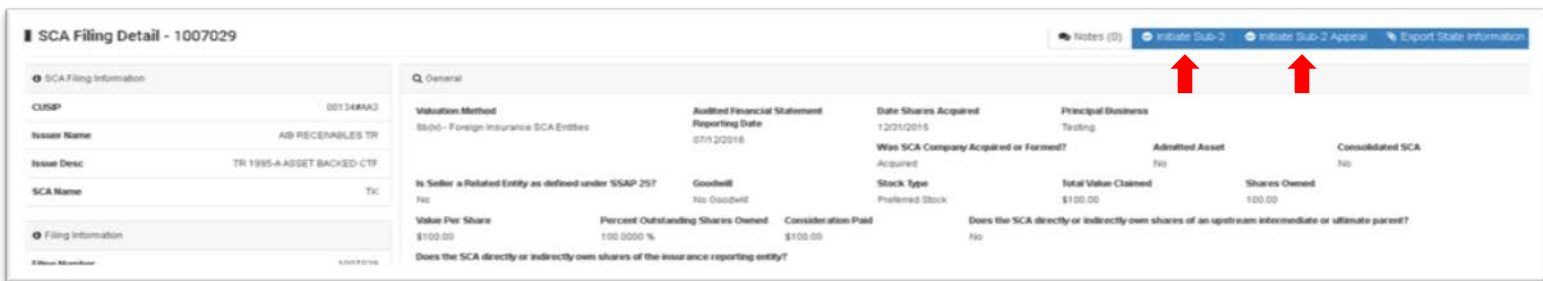 SCA Filing Detail - 1007029
Notes (0) Initiate Sub-2 Initiate Sub-2 Appeal Export State Information
SCA Filing Information
CUSIP 00134#AA3
Issuer Name AIB RECEIVABLES TR
Issue Desc TR 1995-A ASSET BACKED CTF
SCA Name TK
Filing Information
Filing Number 1007029
General
Valuation Method Audited Financial Statement Reporting Date Date Shares Acquired Principal Business
8b(iv) - Foreign Insurance SCA Entities 07/12/2016 12/31/2015 Testing
Was SCA Company Acquired or Formed? Admitted Asset Consolidated SCA
Acquired No No
Is Seller a Related Entity as defined under SSAP 25? Goodwill Stock Type Total Value Claimed Shares Owned
No No Goodwill Preferred Stock $100.00 100.00
Value Per Share Percent Outstanding Shares Owned Consideration Paid Does the SCA directly or indirectly own shares of an upstream intermediate or ultimate parent?
$100.00 100.0000 % $100.00 No
Does the SCA directly or indirectly own shares of the insurance reporting entity?